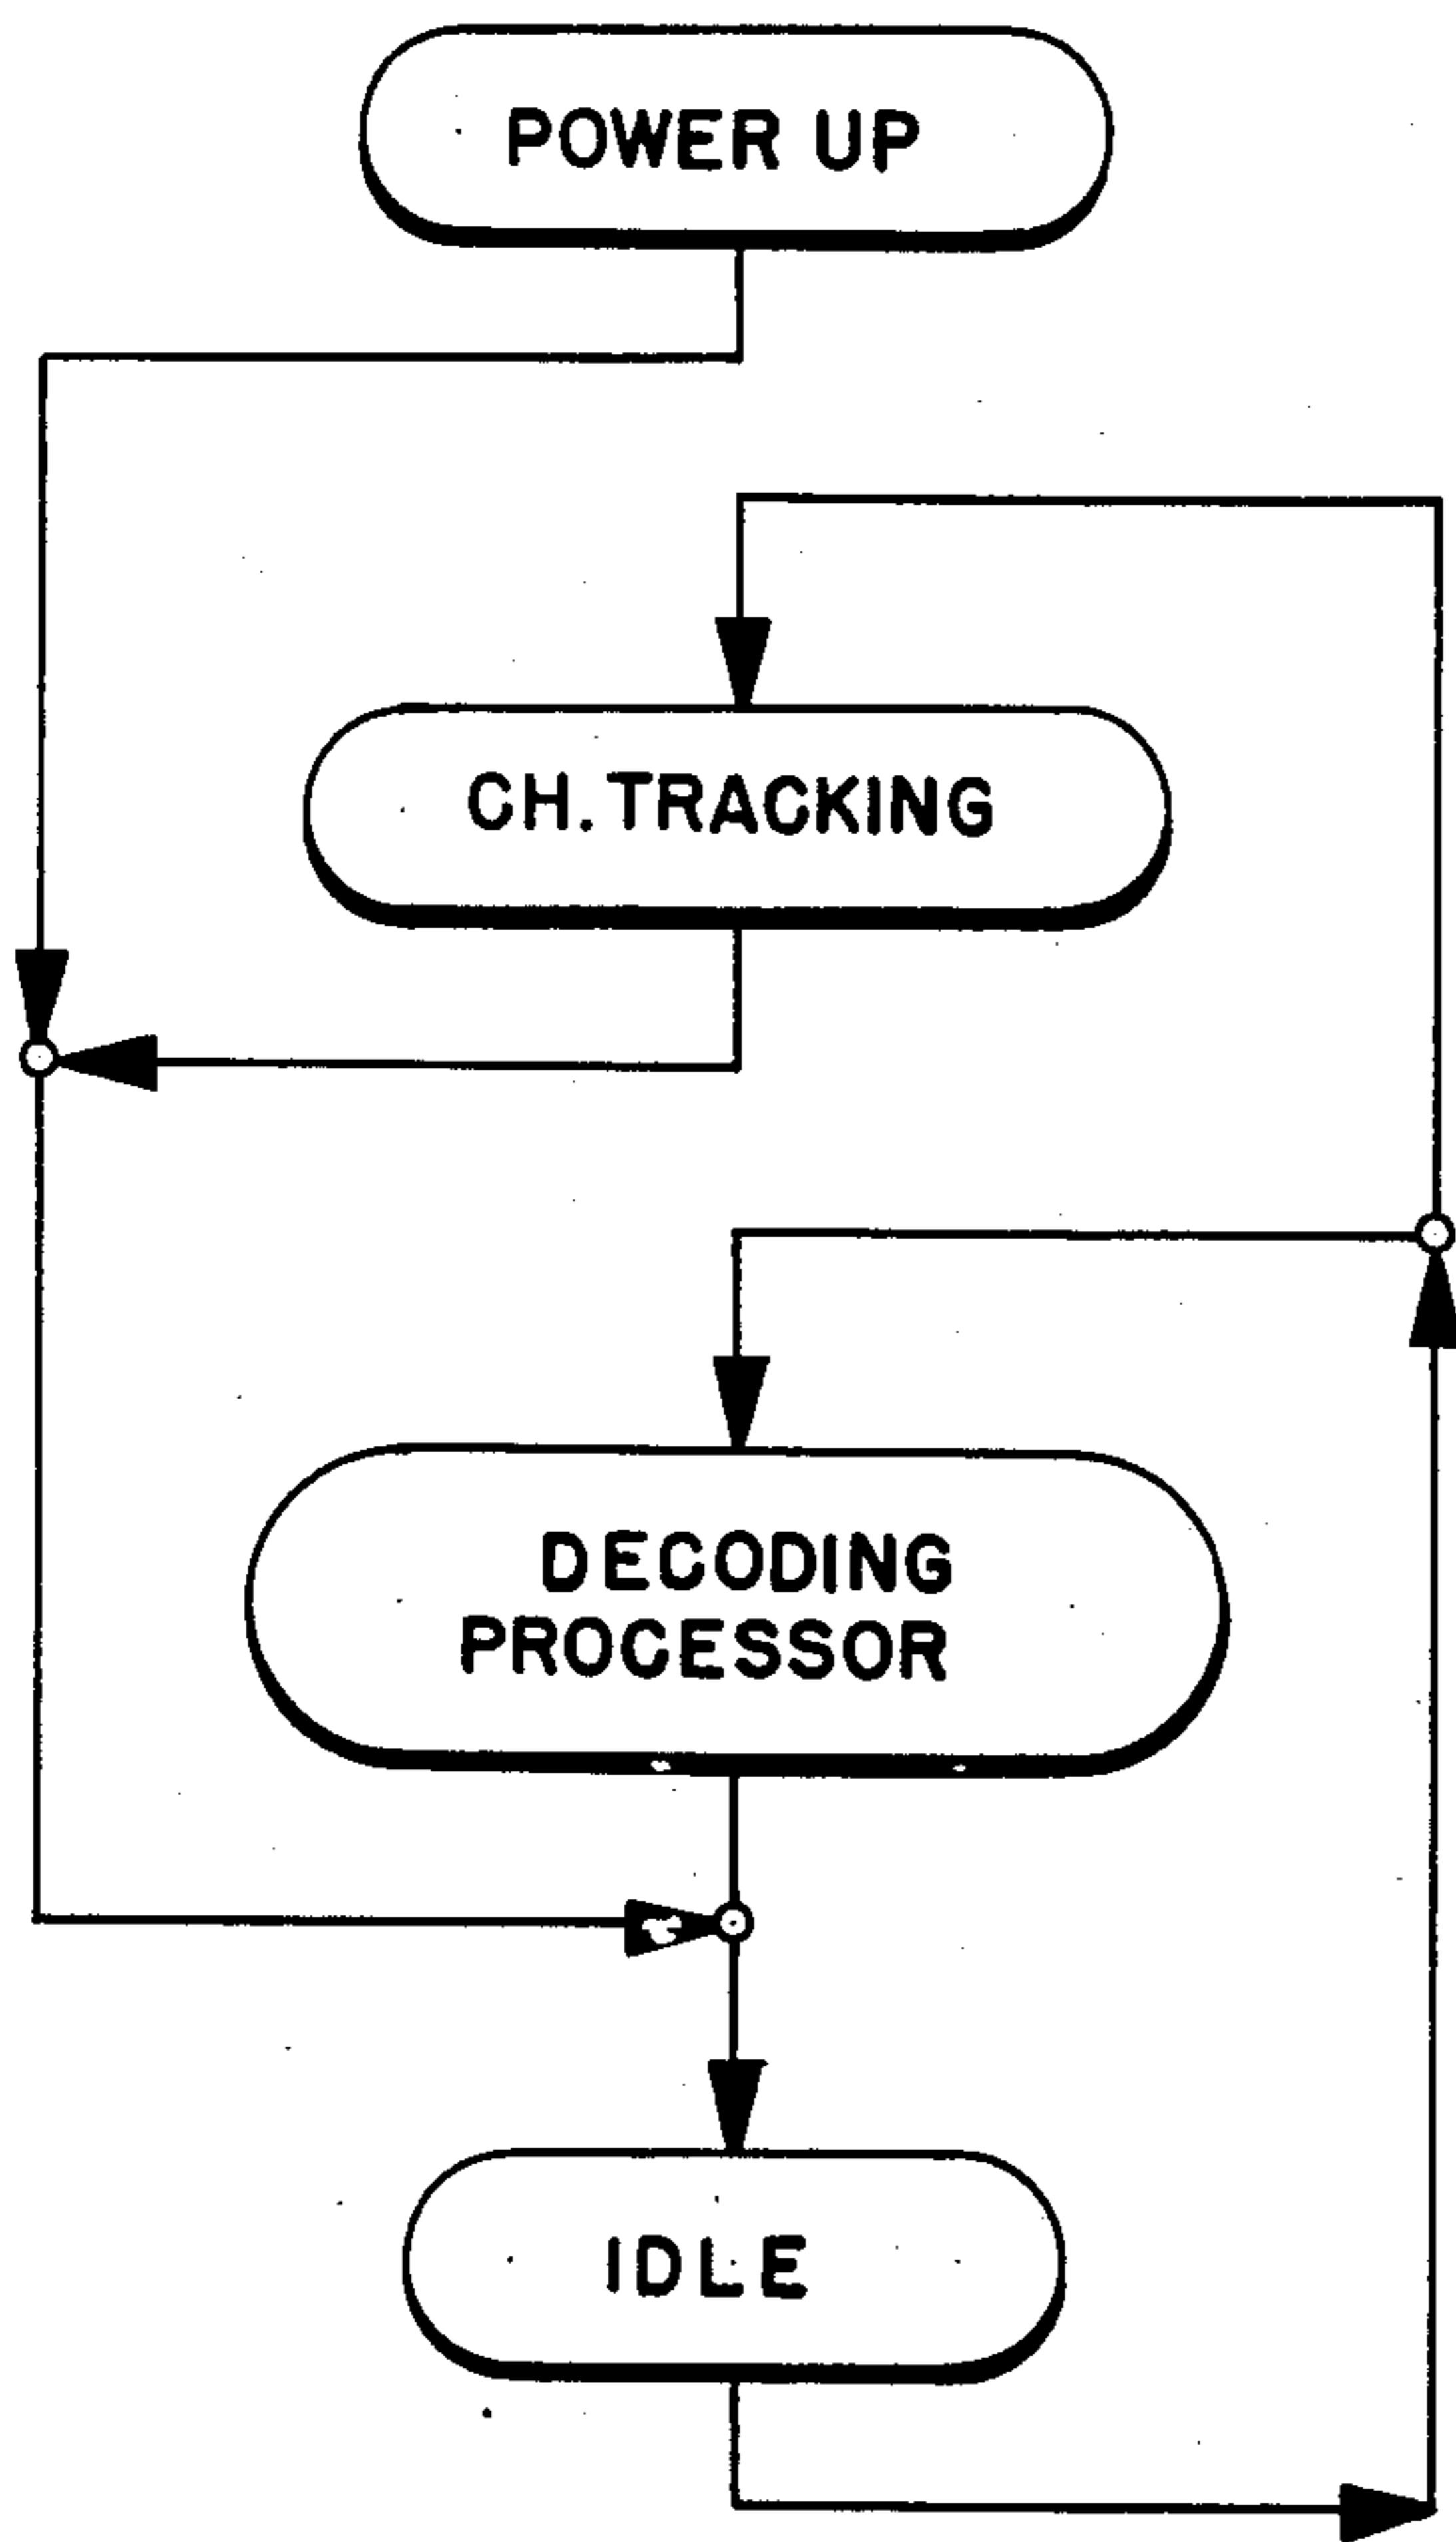 POWER UP
CH. TRACKING
DECODING
PROCESSOR
IDLE